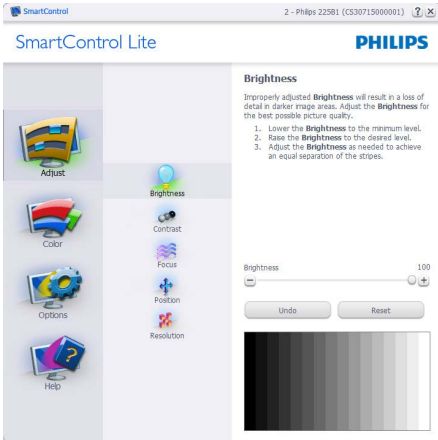 SmartControl
2 - Philips 225B1 (CS30715000001)
? ×
SmartControl Lite
PHILIPS
Adjust
Color
Options
Help
Brightness
Contrast
Focus
Position
Resolution
Brightness
Improperly adjusted Brightness will result in a loss of
detail in darker image areas. Adjust the Brightness for
the best possible picture quality.
1. Lower the Brightness to the minimum level.
2. Raise the Brightness to the desired level.
3. Adjust the Brightness as needed to achieve
an equal separation of the stripes.
Brightness 100
Undo Reset